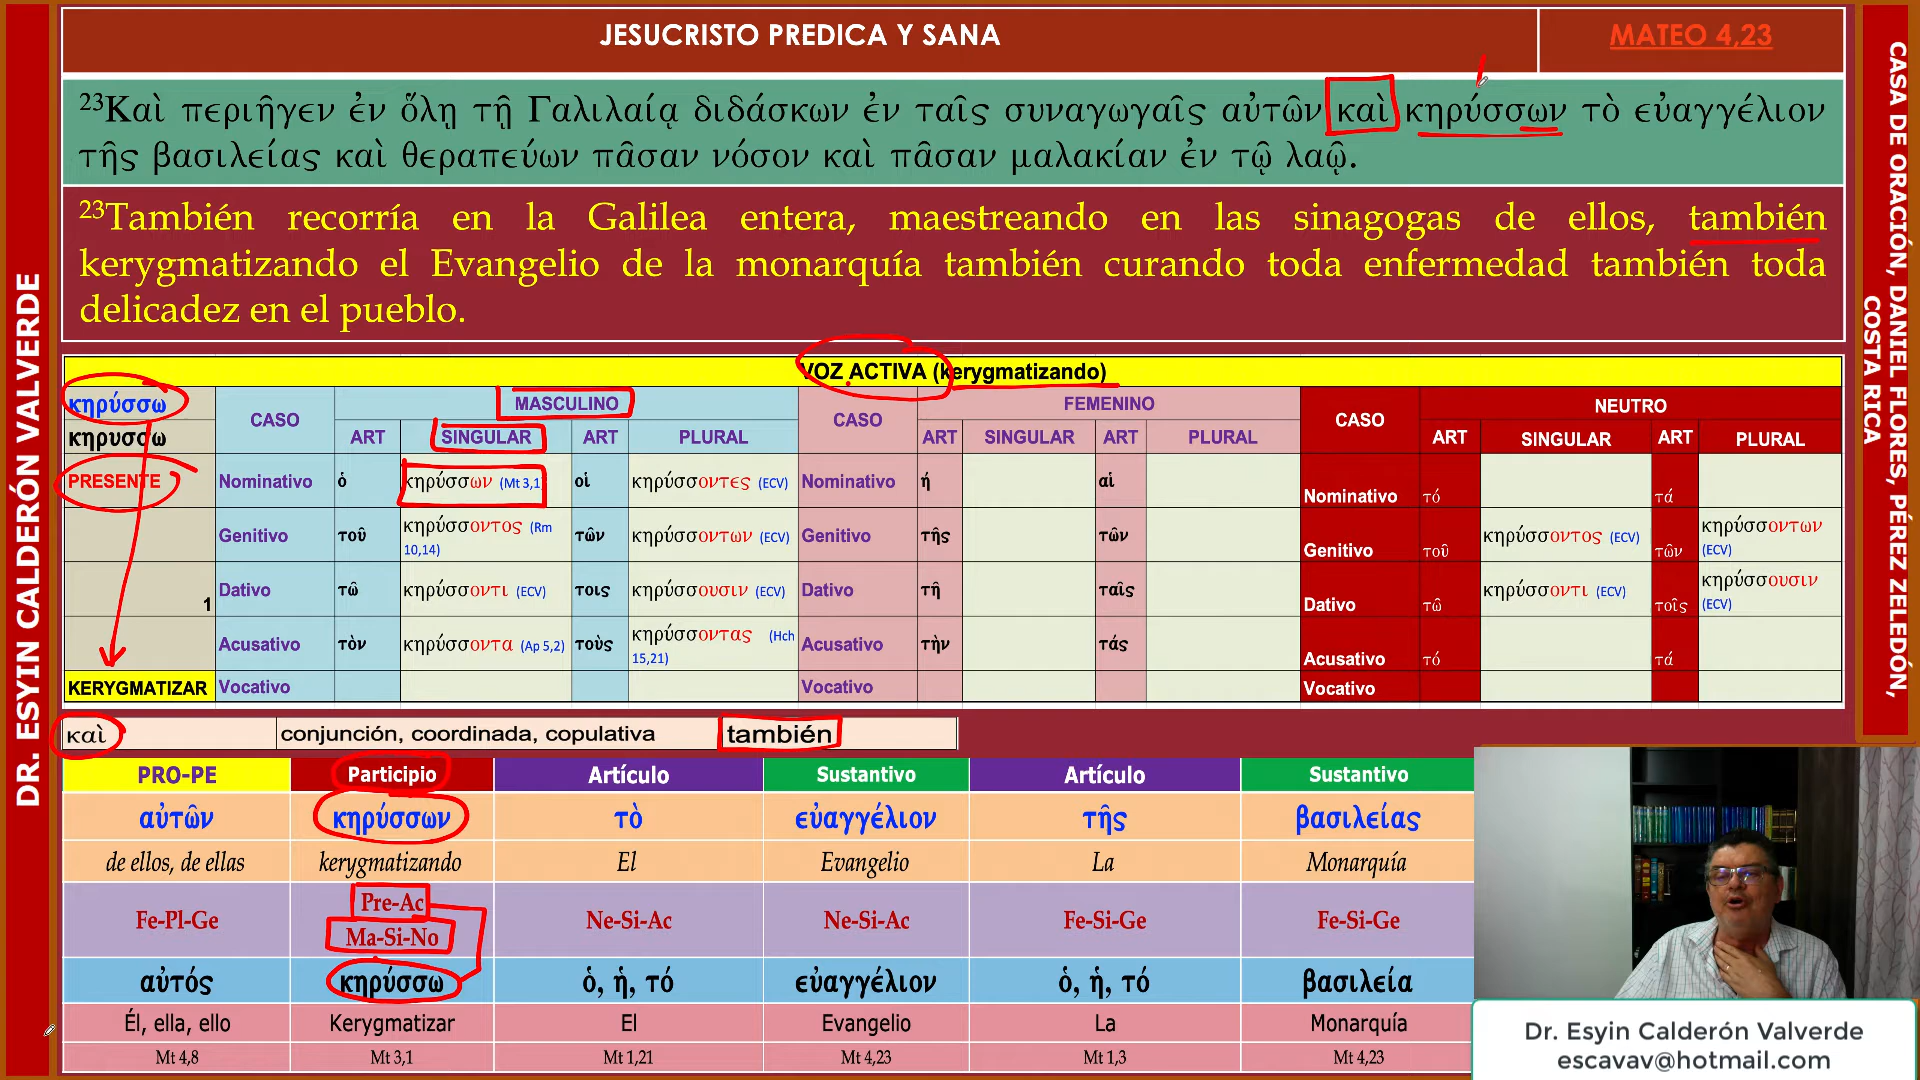 JESUCRISTO PREDICA Y SANA
MATEO 4,23
²³Καὶ περιῆγεν ἐν ὅλῃ τῇ Γαλιλαίᾳ διδάσκων ἐν ταῖς συναγωγαῖς αὐτῶν καὶ κηρύσσων τὸ εὐαγγέλιον
τῆς βασιλείας καὶ θεραπεύων πᾶσαν νόσον καὶ πᾶσαν μαλακίαν ἐν τῷ λαῷ.
²³También recorría en la Galilea entera, maestreando en las sinagogas de ellos, también
kerygmatizando el Evangelio de la monarquía también curando toda enfermedad también toda
delicadez en el pueblo.
VOZ ACTIVA (kerygmatizando)
κηρύσσω CASO MASCULINO CASO FEMENINO CASO NEUTRO
κηρυσσω ART SINGULAR ART PLURAL ART SINGULAR ART PLURAL ART SINGULAR ART PLURAL
PRESENTE Nominativo ὁ κηρύσσων (Mt 3,1 οἱ κηρύσσοντες (ECV) Nominativo ἡ αἱ Nominativo τό τά
Genitivo τοῦ κηρύσσοντος (Rm 10,14) τῶν κηρύσσοντων (ECV) Genitivo τῆς τῶν Genitivo τοῦ κηρύσσοντος (ECV) τῶν κηρύσσοντων (ECV)
1 Dativo τῶ κηρύσσοντι (ECV) τοις κηρύσσουσιν (ECV) Dativo τῆ ταῖς Dativo τῶ κηρύσσοντι (ECV) τοῖς κηρύσσουσιν (ECV)
Acusativo τὸν κηρύσσοντα (Ap 5,2) τοὺς κηρύσσοντας (Hch 15,21) Acusativo τὴν τάς Acusativo τό τά
KERYGMATIZAR Vocativo Vocativo Vocativo
καὶ conjunción, coordinada, copulativa también
PRO-PE Participio Artículo Sustantivo Artículo Sustantivo
αὐτῶν κηρύσσων τὸ εὐαγγέλιον τῆς βασιλείας
de ellos, de ellas kerygmatizando El Evangelio La Monarquía
Fe-Pl-Ge Pre-Ac Ma-Si-No Ne-Si-Ac Ne-Si-Ac Fe-Si-Ge Fe-Si-Ge
αὐτός κηρύσσω ὁ, ἡ, τό εὐαγγέλιον ὁ, ἡ, τό βασιλεία
Él, ella, ello Kerygmatizar El Evangelio La Monarquía
Mt 4,8 Mt 3,1 Mt 1,21 Mt 4,23 Mt 1,3 Mt 4,23
DR. ESYIN CALDERÓN VALVERDE
CASA DE ORACIÓN, DANIEL FLORES, PÉREZ ZELEDÓN,
COSTA RICA
Dr. Esyin Calderón Valverde
escavav@hotmail.com